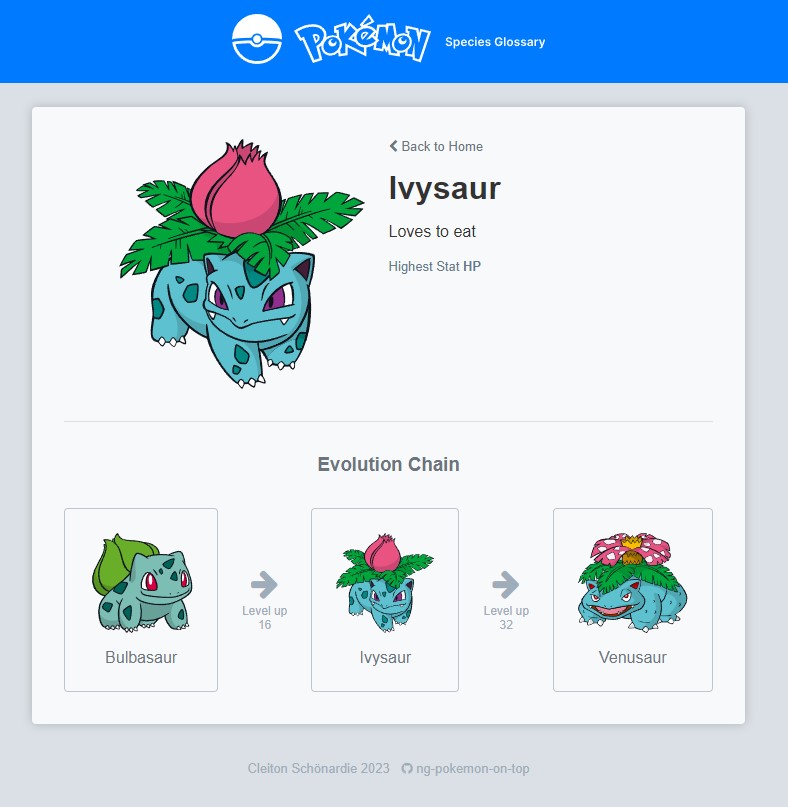 POKéMON Species Glossary
Back to Home
Ivysaur
Loves to eat
Highest Stat HP
Evolution Chain
Level up
16
Level up
32
Bulbasaur
Ivysaur
Venusaur
Cleiton Schönardie 2023 ng-pokemon-on-top